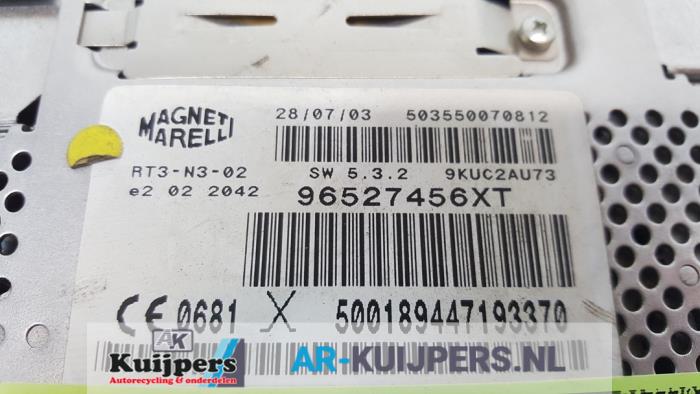 MAGNETI
MARELLI
28/07/03 503550070812
RT3-N3-02 SW 5.3.2 9KUC2AU73
e2 02 2042 96527456XT
CE 0681 X 500189447193370
AK
Kuijpers
Autorecycling & onderdelen
AR-KUIJPERS.NL